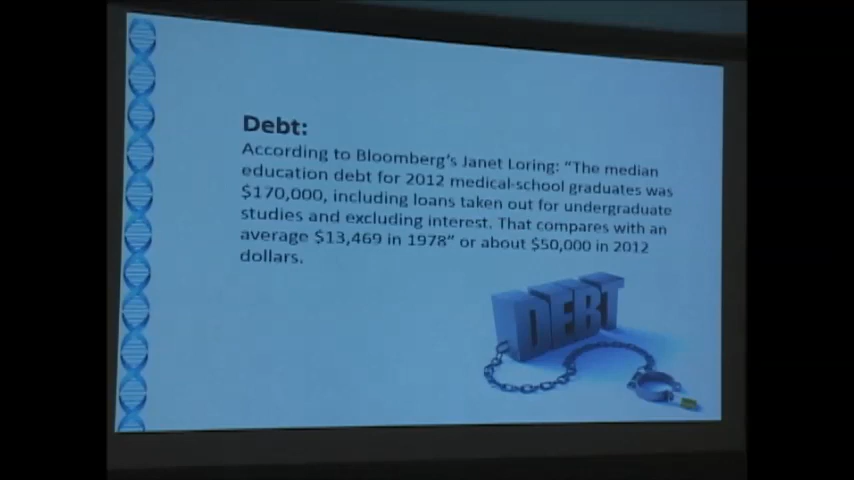 Debt:
According to Bloomberg's Janet Loring: "The median
education debt for 2012 medical-school graduates was
$170,000, including loans taken out for undergraduate
studies and excluding interest. That compares with an
average $13,469 in 1978" or about $50,000 in 2012
dollars.
DEBT